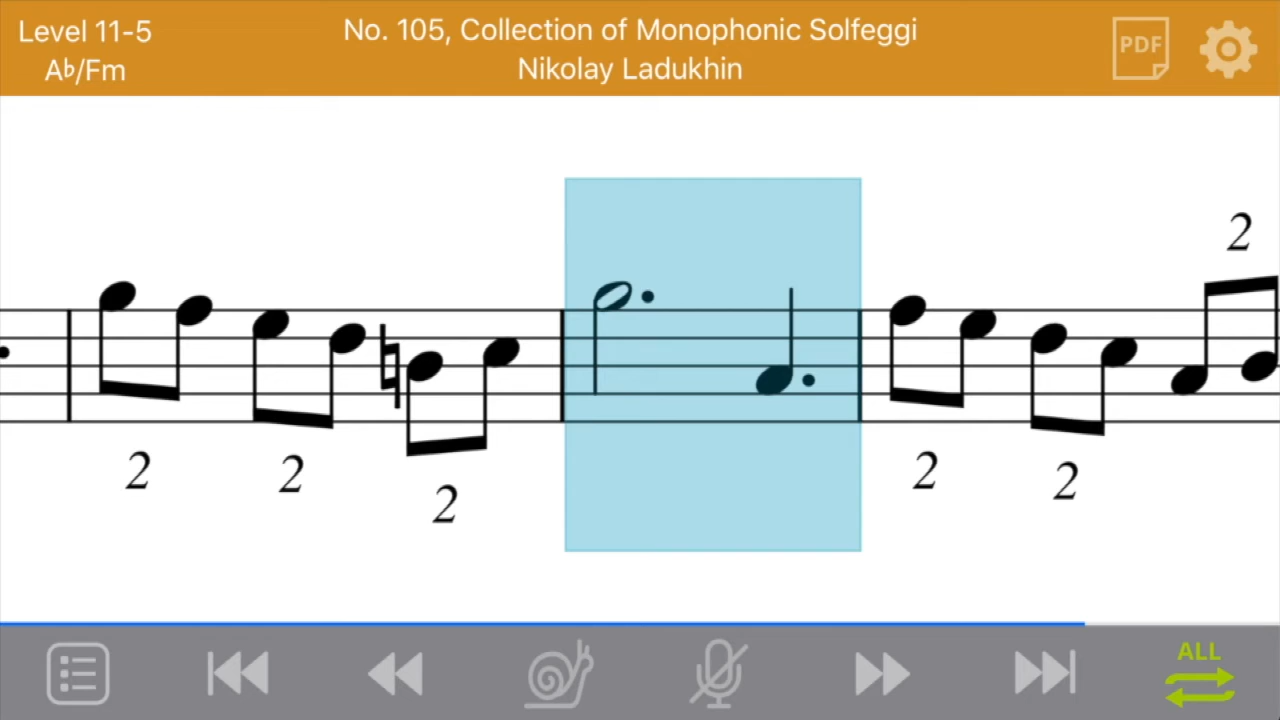 Level 11-5
A♭/Fm
No. 105, Collection of Monophonic Solfeggi
Nikolay Ladukhin
PDF
2
2
2
2
2
2
ALL